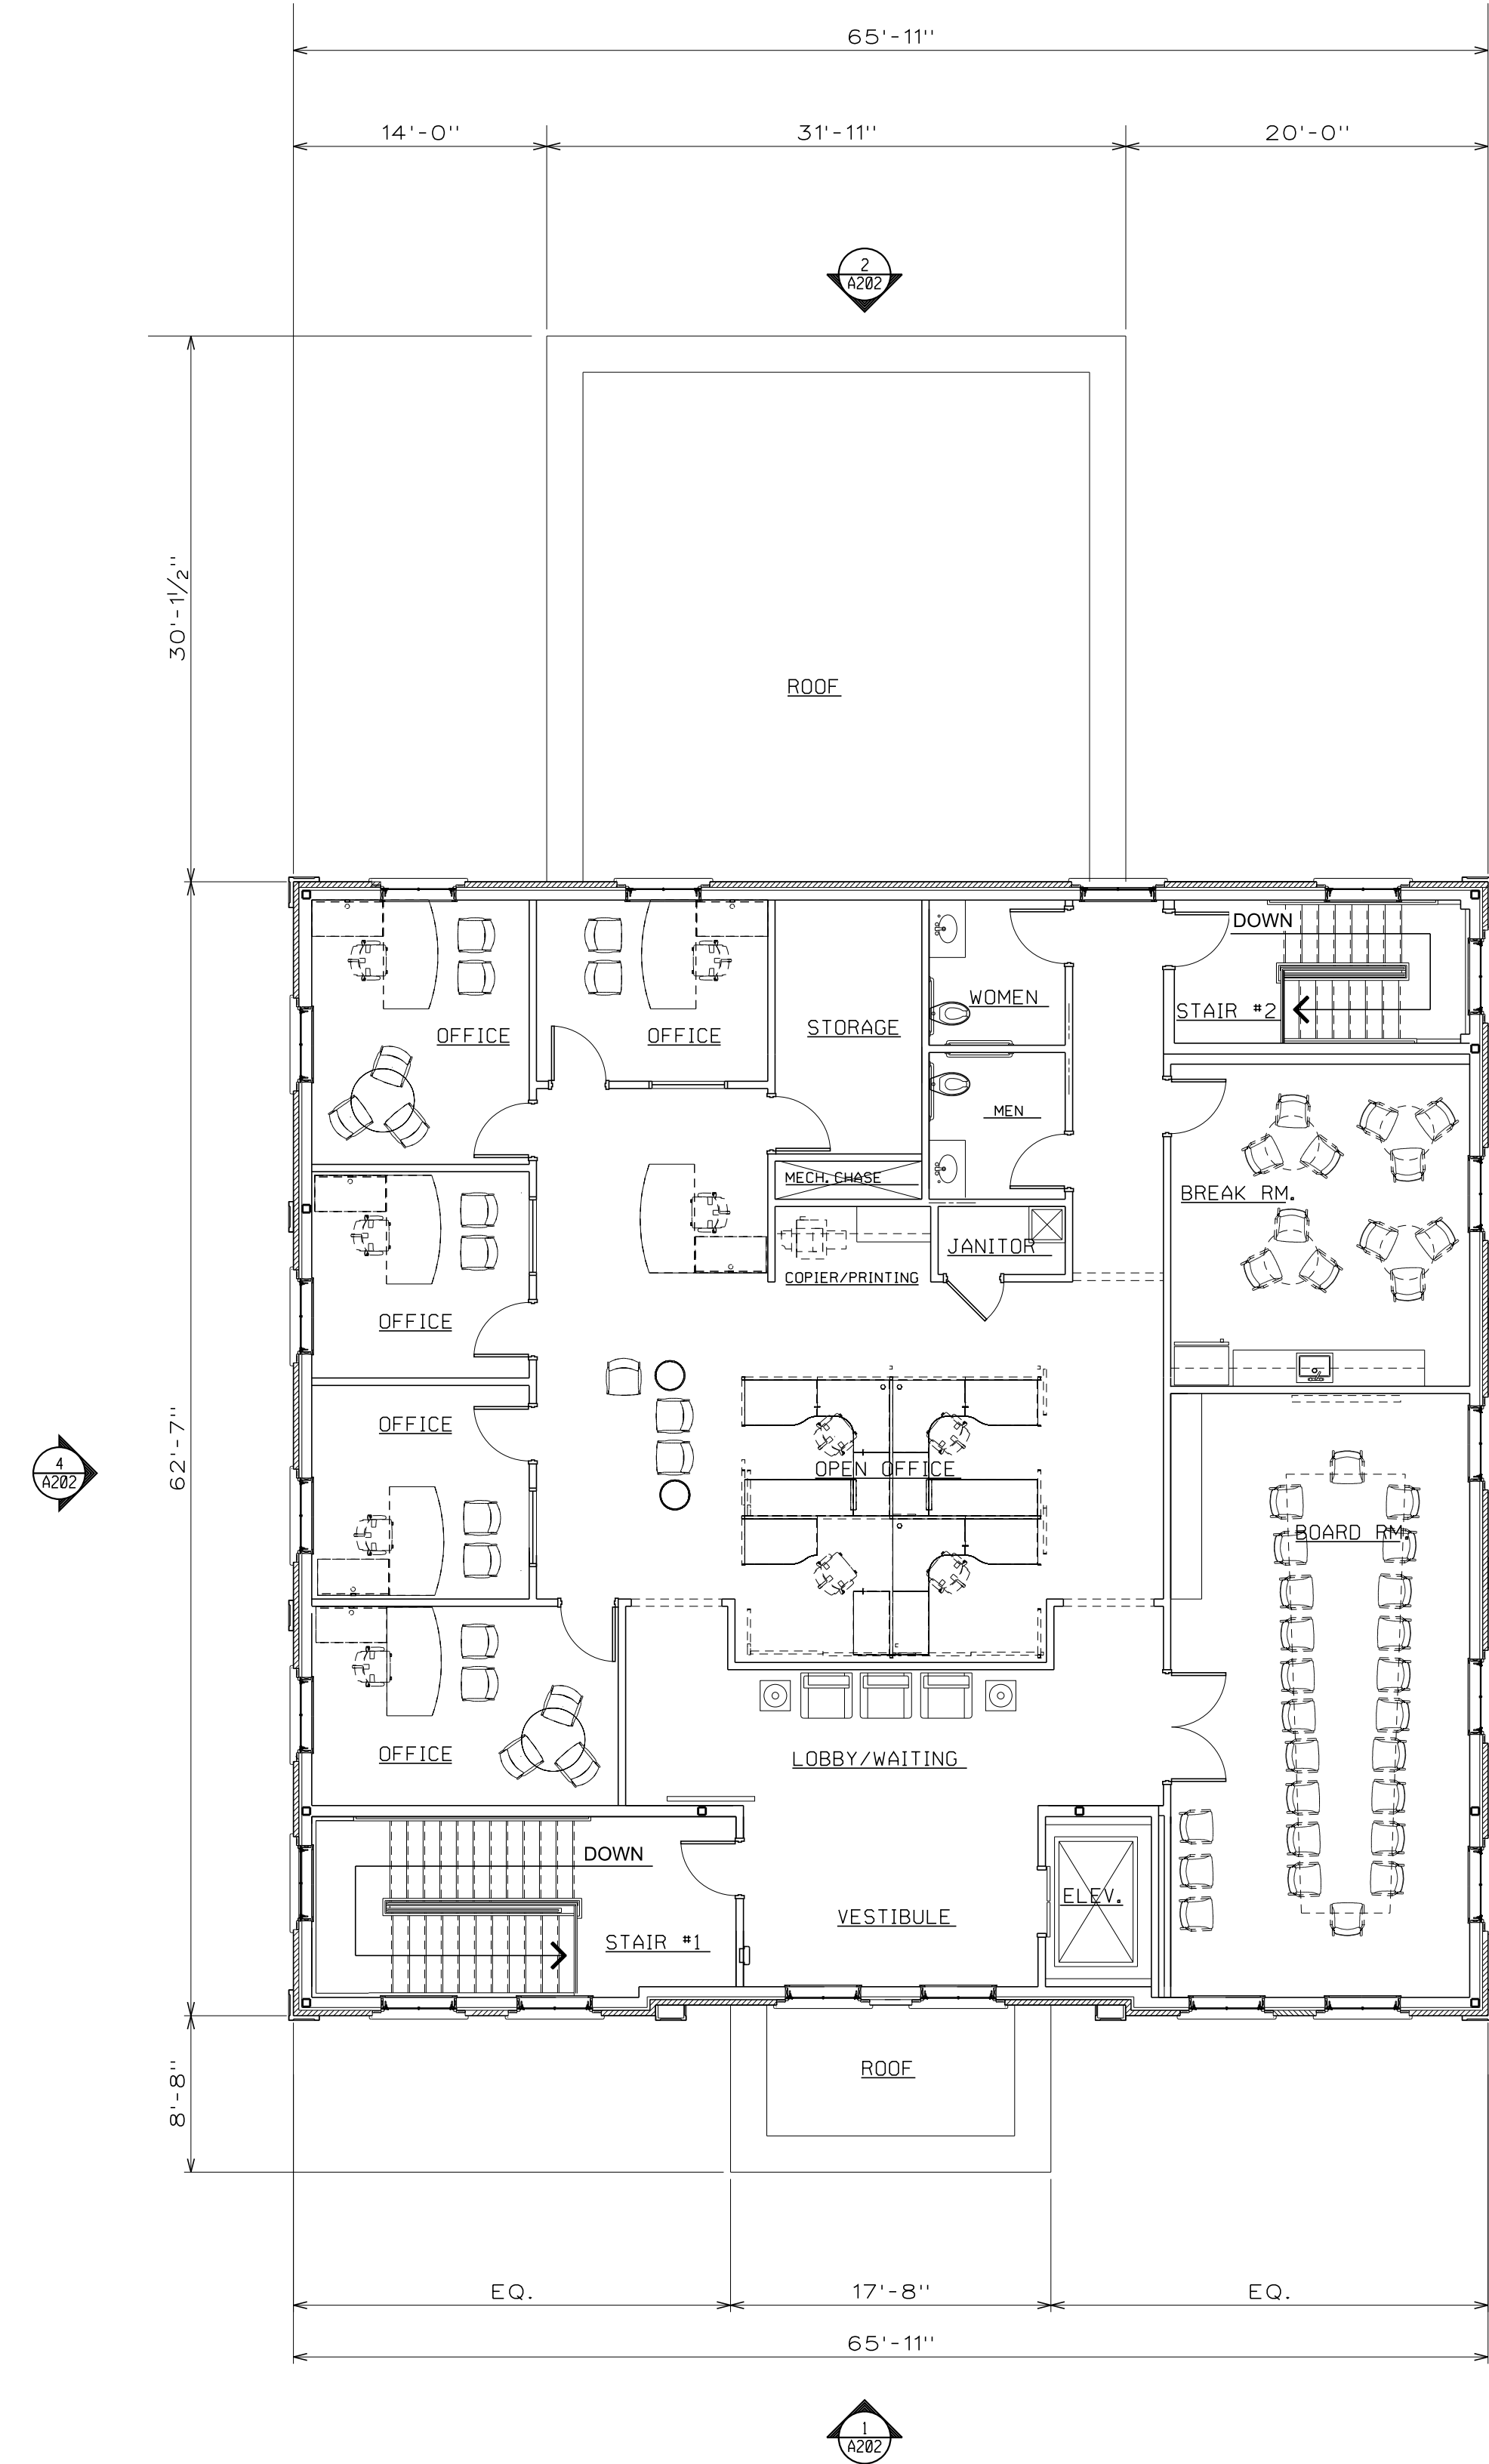 65'-11"
14'-0"
31'-11"
20'-0"
2
A202
30'-1½"
ROOF
DOWN
WOMEN
STAIR #2
OFFICE
OFFICE
STORAGE
MEN
MECH. CHASE
BREAK RM.
JANITOR
COPIER/PRINTING
OFFICE
OFFICE
4
A202
62'-7"
OPEN OFFICE
BOARD RM.
OFFICE
LOBBY/WAITING
DOWN
ELEV.
VESTIBULE
STAIR #1
8'-8"
ROOF
EQ.
17'-8"
EQ.
65'-11"
1
A202